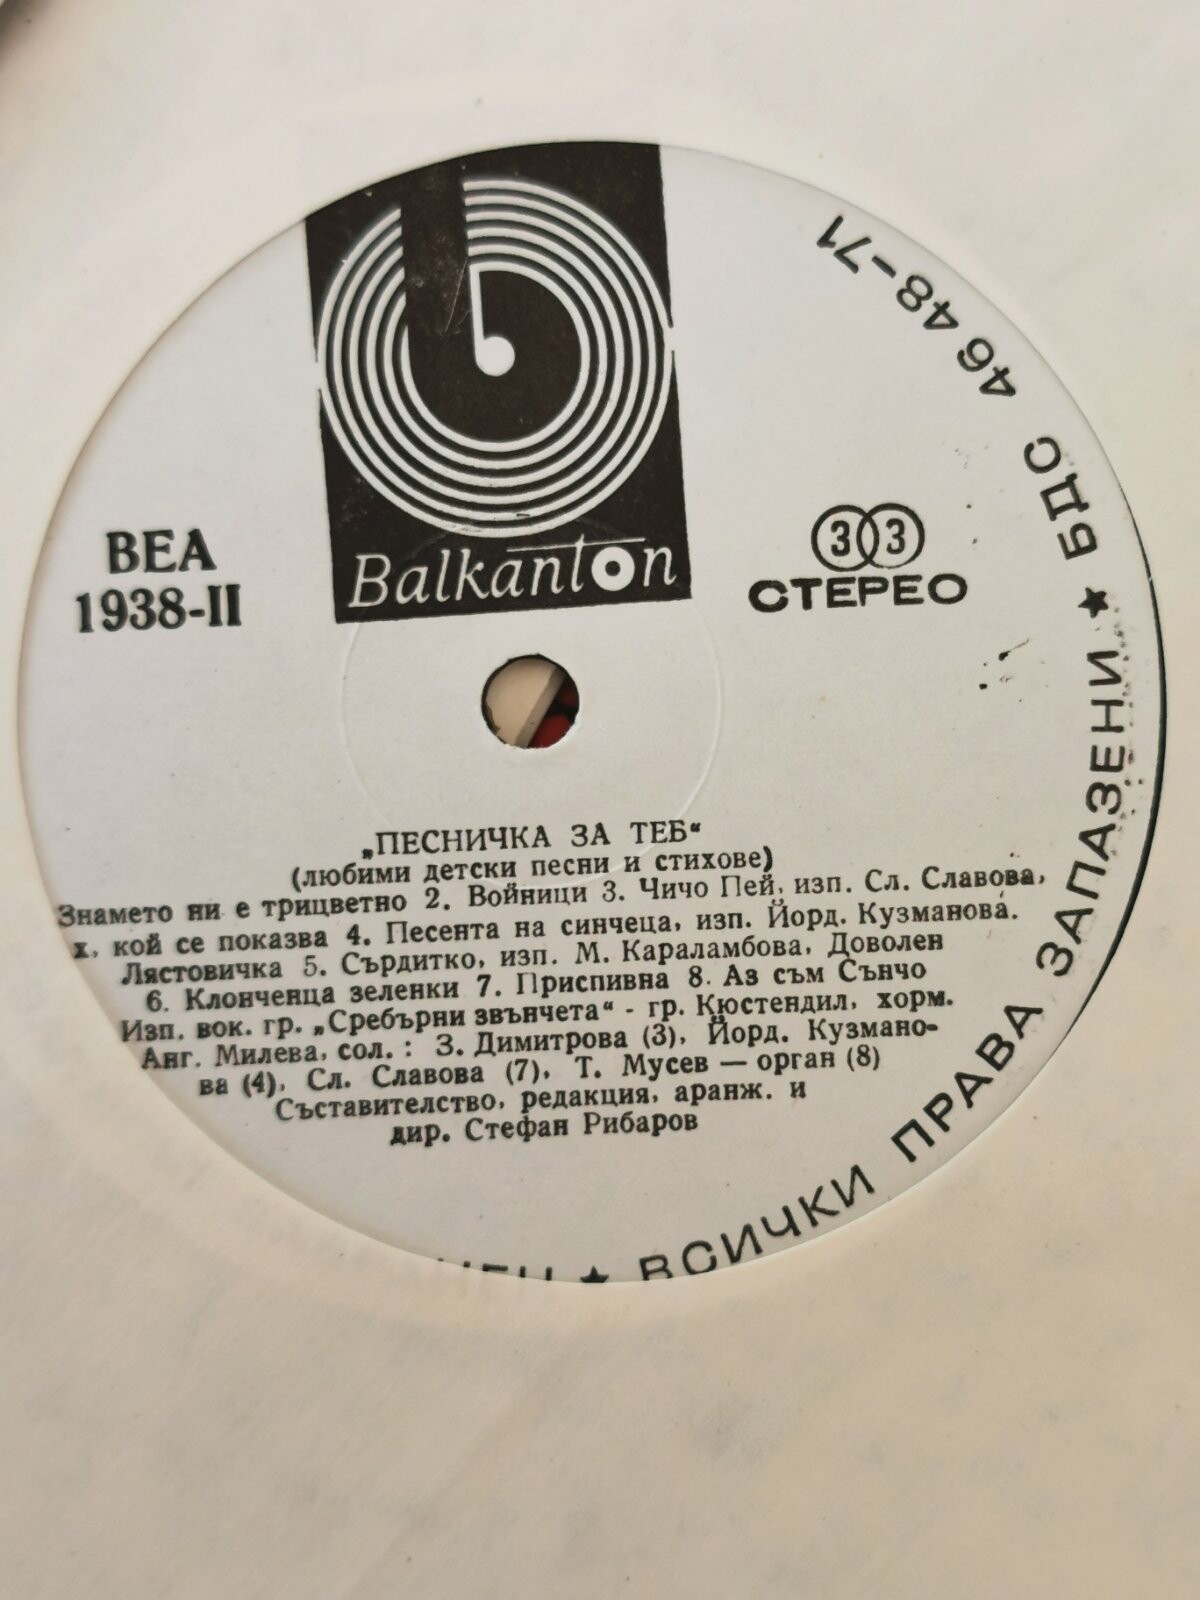 Balkanton
ВЕА
1938-II
33
СТЕРЕО
„ПЕСНИЧКА ЗА ТЕБ“
(любими детски песни и стихове)
Знамето ни е трицветно 2. Войници 3. Чичо Пей, изп. Сл. Славова,
х, кой се показва 4. Песента на синчеца, изп. Йорд. Кузманова.
Лястовичка 5. Сърдитко, изп. М. Караламбова, Доволен
6. Клонченца зеленки 7. Приспивна 8. Аз съм Сънчо
Изп. вок. гр. „Сребърни звънчета“ - гр. Кюстендил, хорм.
Анг. Милева, сол. : З. Димитрова (3), Йорд. Кузмано-
ва (4), Сл. Славова (7), Т. Мусев — орган (8)
Съставителство, редакция, аранж. и
дир. Стефан Рибаров
★ ВСИЧКИ ПРАВА ЗАПАЗЕНИ ★ БДС 4648-71